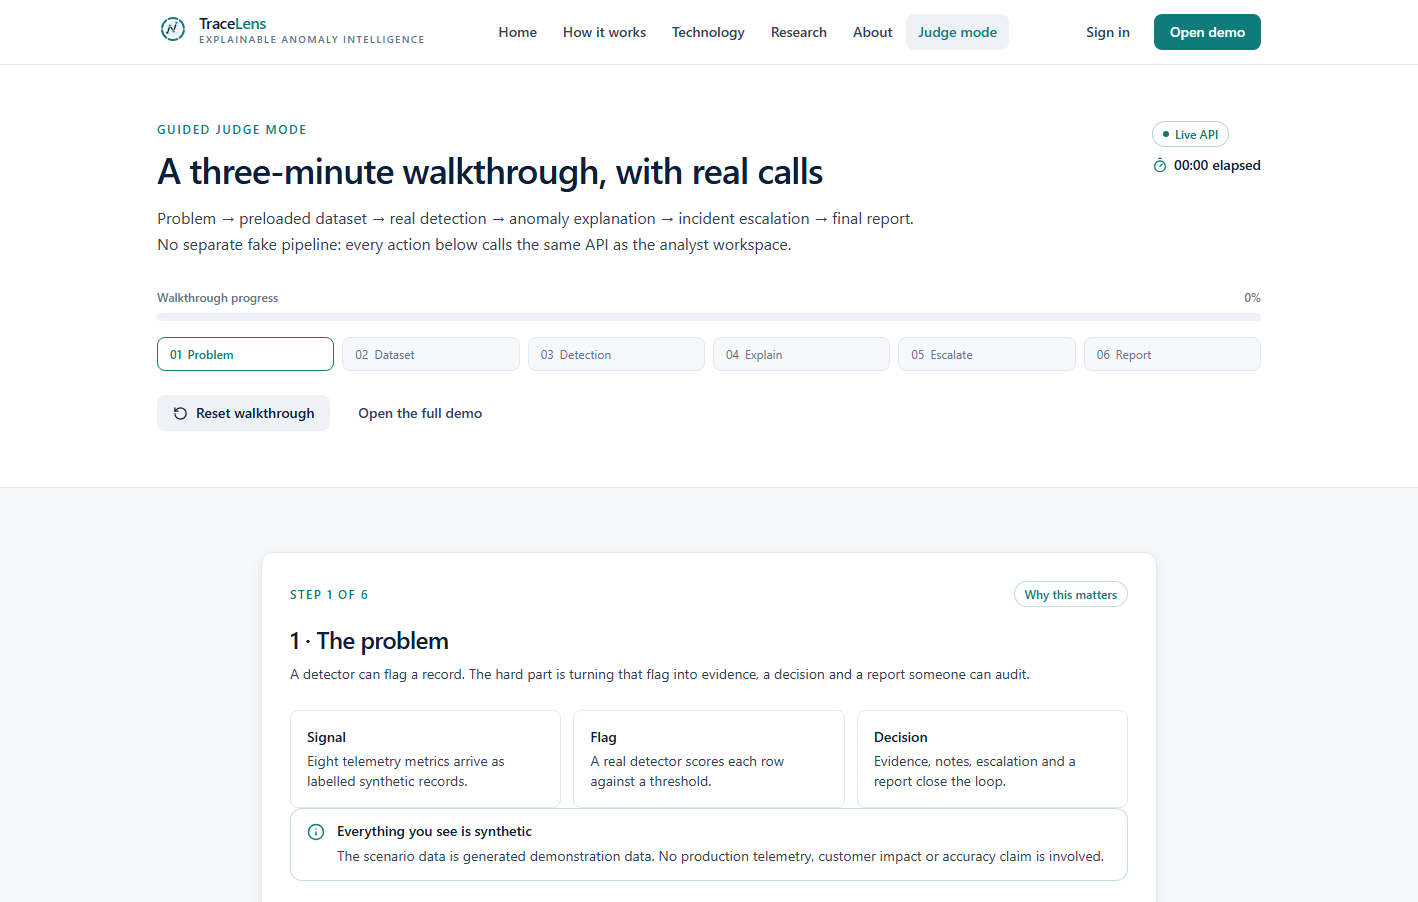 TraceLens
EXPLAINABLE ANOMALY INTELLIGENCE
Home
How it works
Technology
Research
About
Judge mode
Sign in
Open demo
GUIDED JUDGE MODE
Live API
A three-minute walkthrough, with real calls
00:00 elapsed
Problem → preloaded dataset → real detection → anomaly explanation → incident escalation → final report.
No separate fake pipeline: every action below calls the same API as the analyst workspace.
Walkthrough progress
0%
01 Problem
02 Dataset
03 Detection
04 Explain
05 Escalate
06 Report
Reset walkthrough
Open the full demo
STEP 1 OF 6
Why this matters
1 · The problem
A detector can flag a record. The hard part is turning that flag into evidence, a decision and a report someone can audit.
Signal
Eight telemetry metrics arrive as
labelled synthetic records.
Flag
A real detector scores each row
against a threshold.
Decision
Evidence, notes, escalation and a
report close the loop.
Everything you see is synthetic
The scenario data is generated demonstration data. No production telemetry, customer impact or accuracy claim is involved.